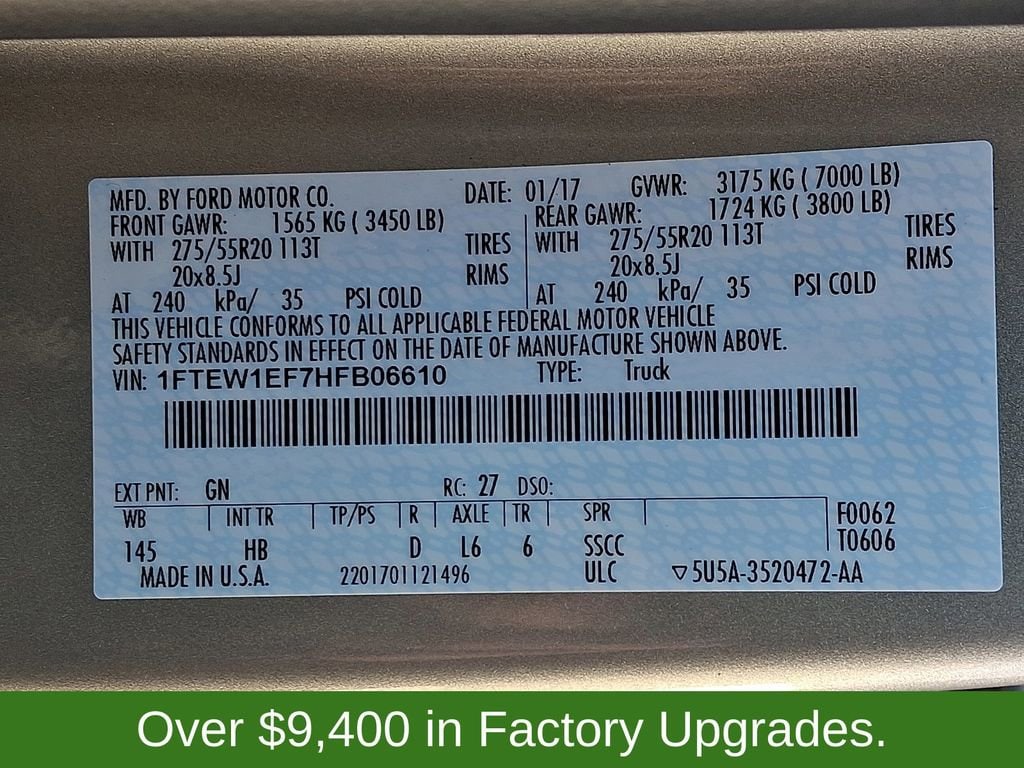 MFD. BY FORD MOTOR CO. DATE: 01/17 GVWR: 3175 KG ( 7000 LB)
FRONT GAWR: 1565 KG ( 3450 LB) REAR GAWR: 1724 KG ( 3800 LB)
WITH 275/55R20 113T TIRES WITH 275/55R20 113T TIRES
20x8.5J RIMS 20x8.5J RIMS
AT 240 kPa/ 35 PSI COLD AT 240 kPa/ 35 PSI COLD
THIS VEHICLE CONFORMS TO ALL APPLICABLE FEDERAL MOTOR VEHICLE
SAFETY STANDARDS IN EFFECT ON THE DATE OF MANUFACTURE SHOWN ABOVE.
VIN: 1FTEW1EF7HFB06610 TYPE: Truck
EXT PNT: GN RC: 27 DSO:
WB INT TR TP/PS R AXLE TR SPR F0062
145 HB D L6 6 SSCC T0606
MADE IN U.S.A. 2201701121496 ULC ▽5U5A-3520472-AA
Over $9,400 in Factory Upgrades.